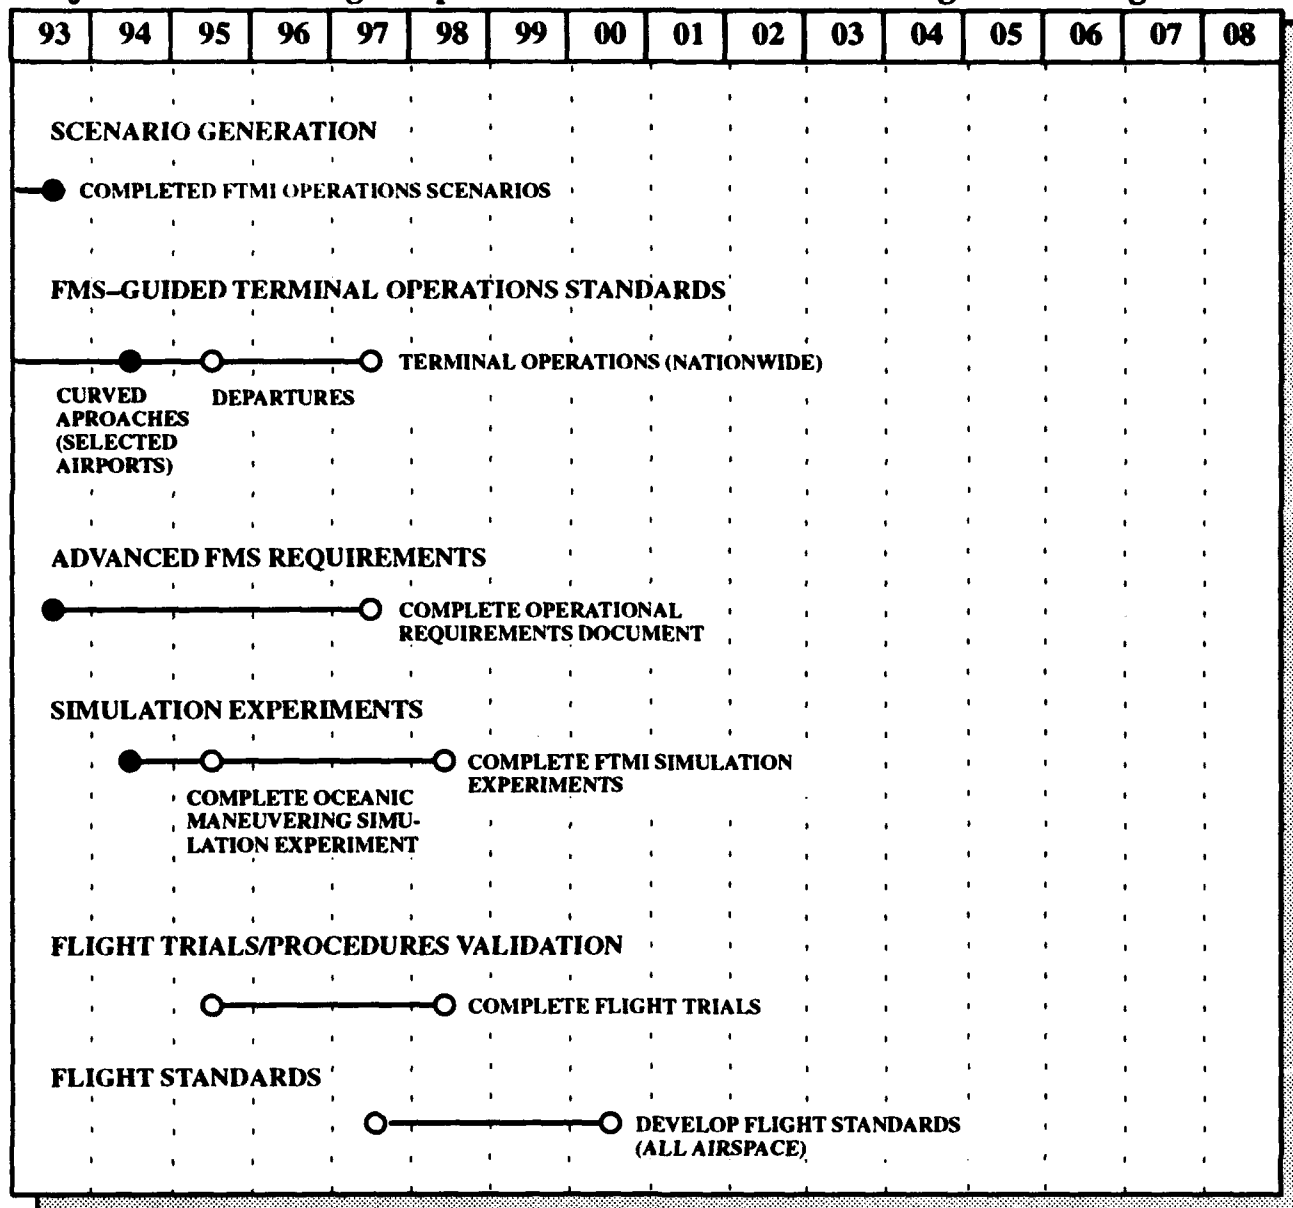 93 94 95 96 97 98 99 00 01 02 03 04 05 06 07 08
SCENARIO GENERATION
COMPLETED FTMI OPERATIONS SCENARIOS
FMS–GUIDED TERMINAL OPERATIONS STANDARDS
TERMINAL OPERATIONS (NATIONWIDE)
CURVED
APROACHES
(SELECTED
AIRPORTS)
DEPARTURES
ADVANCED FMS REQUIREMENTS
COMPLETE OPERATIONAL
REQUIREMENTS DOCUMENT
SIMULATION EXPERIMENTS
COMPLETE FTMI SIMULATION
EXPERIMENTS
COMPLETE OCEANIC
MANEUVERING SIMU-
LATION EXPERIMENT
FLIGHT TRIALS/PROCEDURES VALIDATION
COMPLETE FLIGHT TRIALS
FLIGHT STANDARDS
DEVELOP FLIGHT STANDARDS
(ALL AIRSPACE)